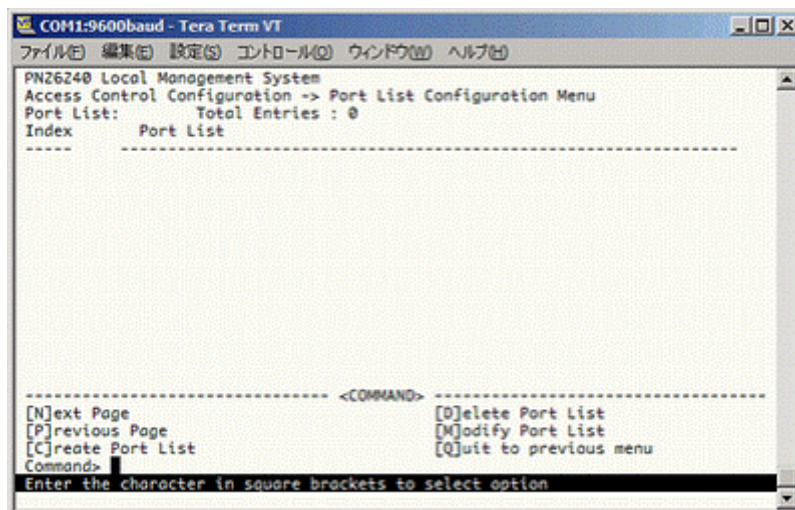 COM1:9600baud - Tera Term VT
ファイル(E) 編集(E) 設定(S) コントロール(O) ウィンドウ(W) ヘルプ(H)
PN26240 Local Management System
Access Control Configuration -> Port List Configuration Menu
Port List: Total Entries : 0
Index Port List
----- ----------------------------------------------------------------
-------------------------------- <COMMAND> -----------------------------------
[N]ext Page [D]elete Port List
[P]revious Page [M]odify Port List
[C]reate Port List [Q]uit to previous menu
Command>
Enter the character in square brackets to select option